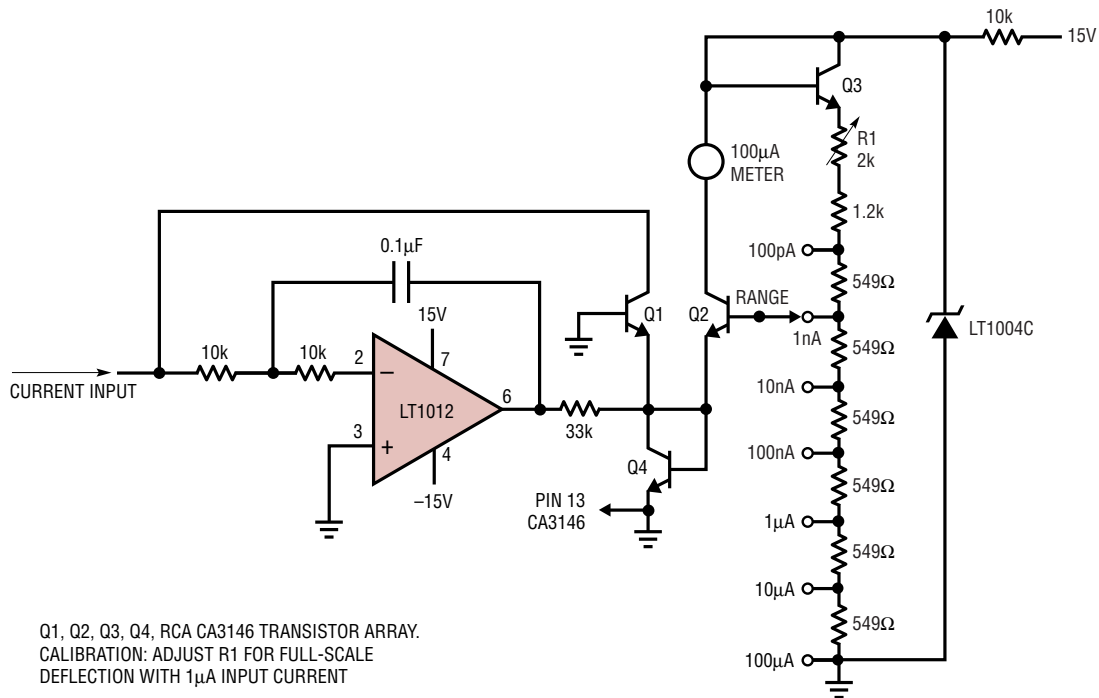 10k
15V
Q3
R1
2k
100µA
METER
1.2k
0.1µF
100pA
549Ω
15V
Q1
Q2
RANGE
1nA
LT1004C
10k
10k
2
7
549Ω
CURRENT INPUT
LT1012
6
10nA
33k
549Ω
3
4
100nA
–15V
Q4
549Ω
PIN 13
CA3146
1µA
549Ω
10µA
549Ω
100µA
Q1, Q2, Q3, Q4, RCA CA3146 TRANSISTOR ARRAY.
CALIBRATION: ADJUST R1 FOR FULL-SCALE
DEFLECTION WITH 1µA INPUT CURRENT